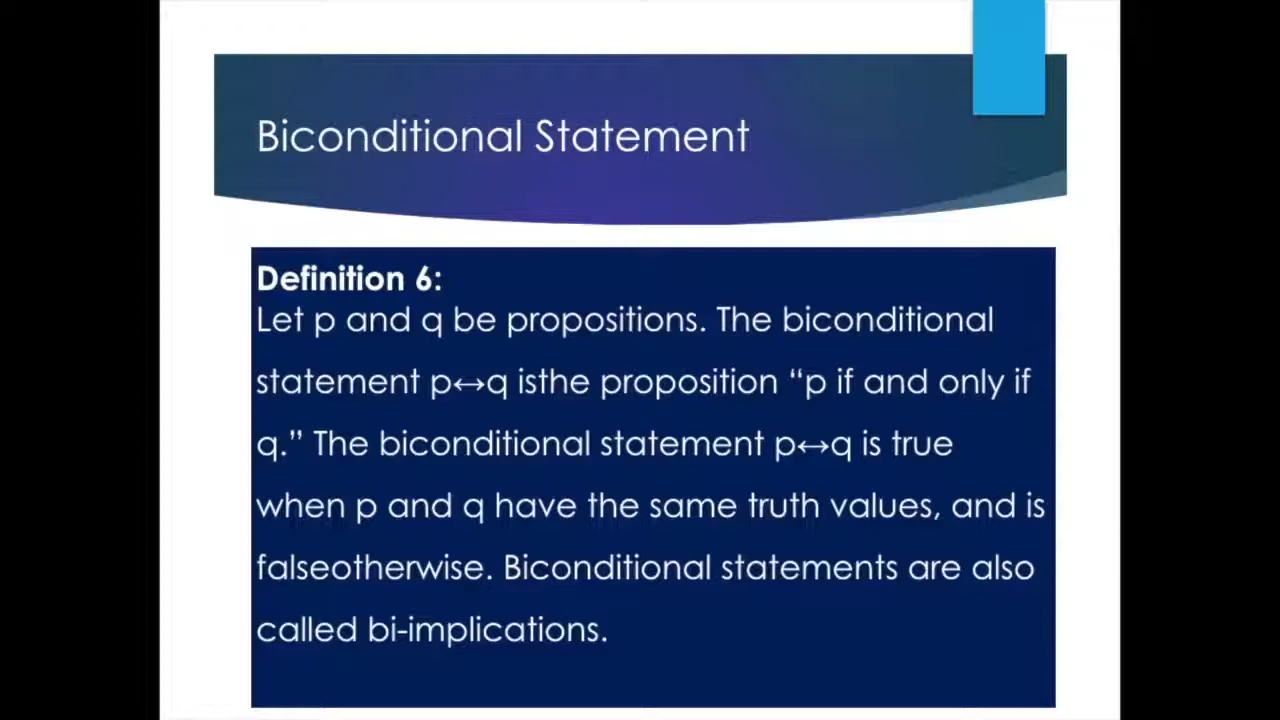 Biconditional Statement
Definition 6:
Let p and q be propositions. The biconditional
statement p↔q isthe proposition “p if and only if
q.” The biconditional statement p↔q is true
when p and q have the same truth values, and is
falseotherwise. Biconditional statements are also
called bi-implications.